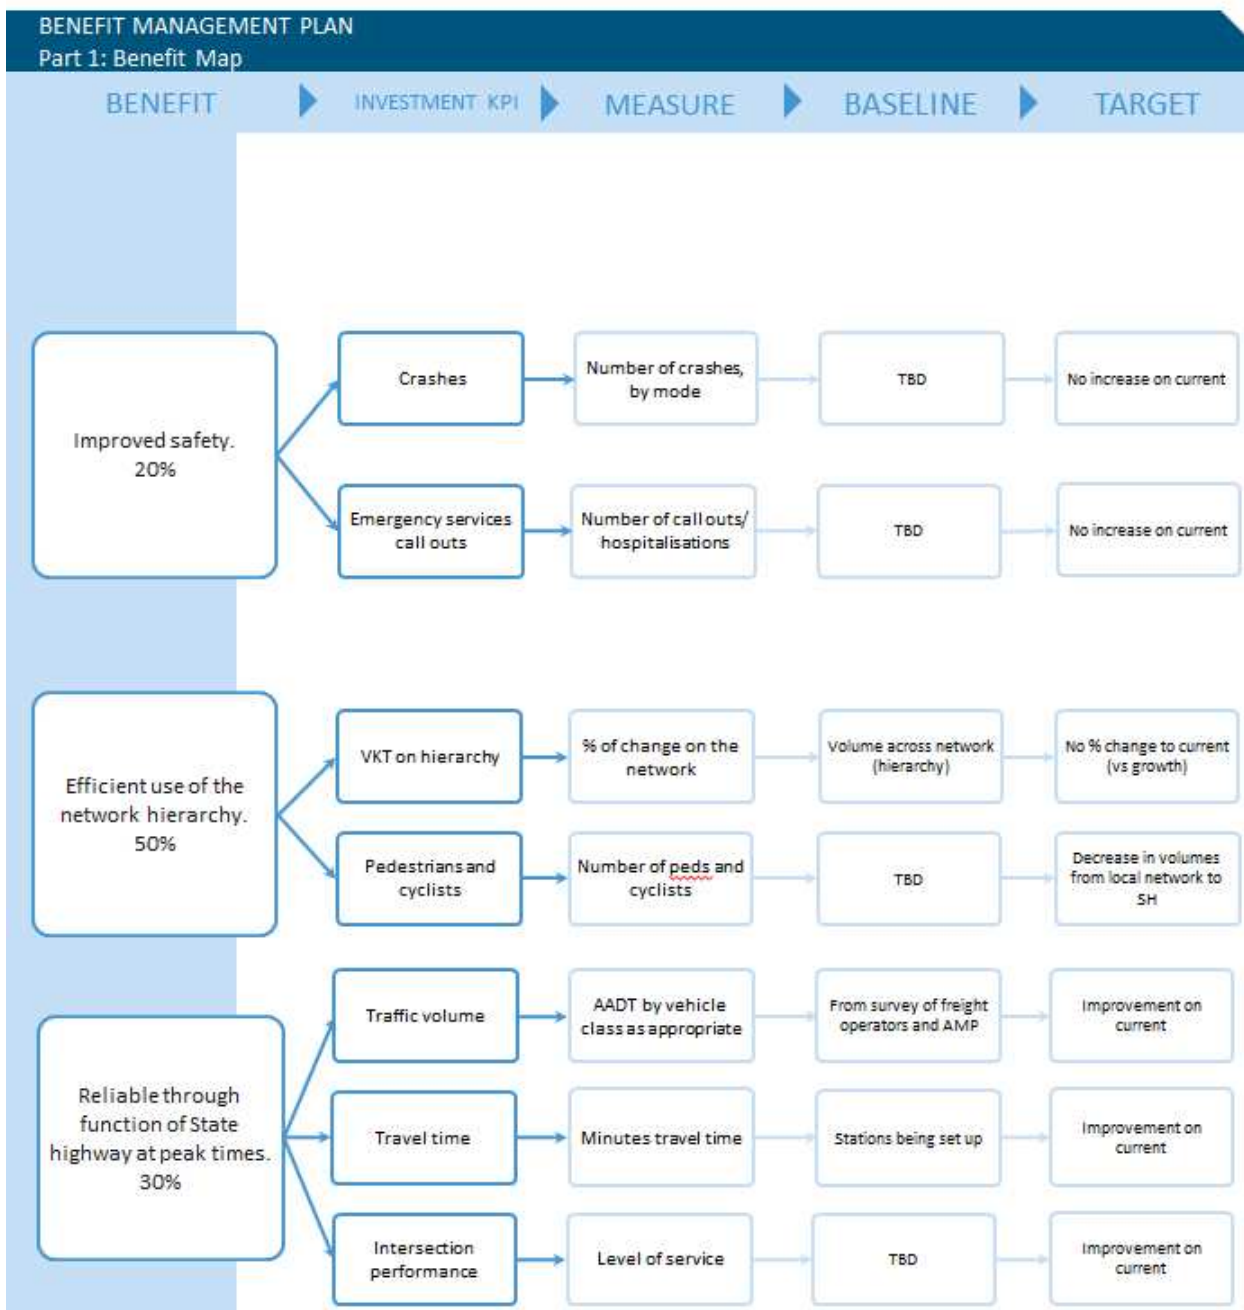 BENEFIT MANAGEMENT PLAN
Part 1: Benefit Map
BENEFIT
INVESTMENT KPI
MEASURE
BASELINE
TARGET
Improved safety.
20%
Crashes
Number of crashes,
by mode
TBD
No increase on current
Emergency services
call outs
Number of call outs/
hospitalisations
TBD
No increase on current
Efficient use of the
network hierarchy.
50%
VKT on hierarchy
% of change on the
network
Volume across network
(hierarchy)
No % change to current
(vs growth)
Pedestrians and
cyclists
Number of peds and
cyclists
TBD
Decrease in volumes
from local network to
SH
Reliable through
function of State
highway at peak times.
30%
Traffic volume
AADT by vehicle
class as appropriate
From survey of freight
operators and AMP
Improvement on
current
Travel time
Minutes travel time
Stations being set up
Improvement on
current
Intersection
performance
Level of service
TBD
Improvement on
current